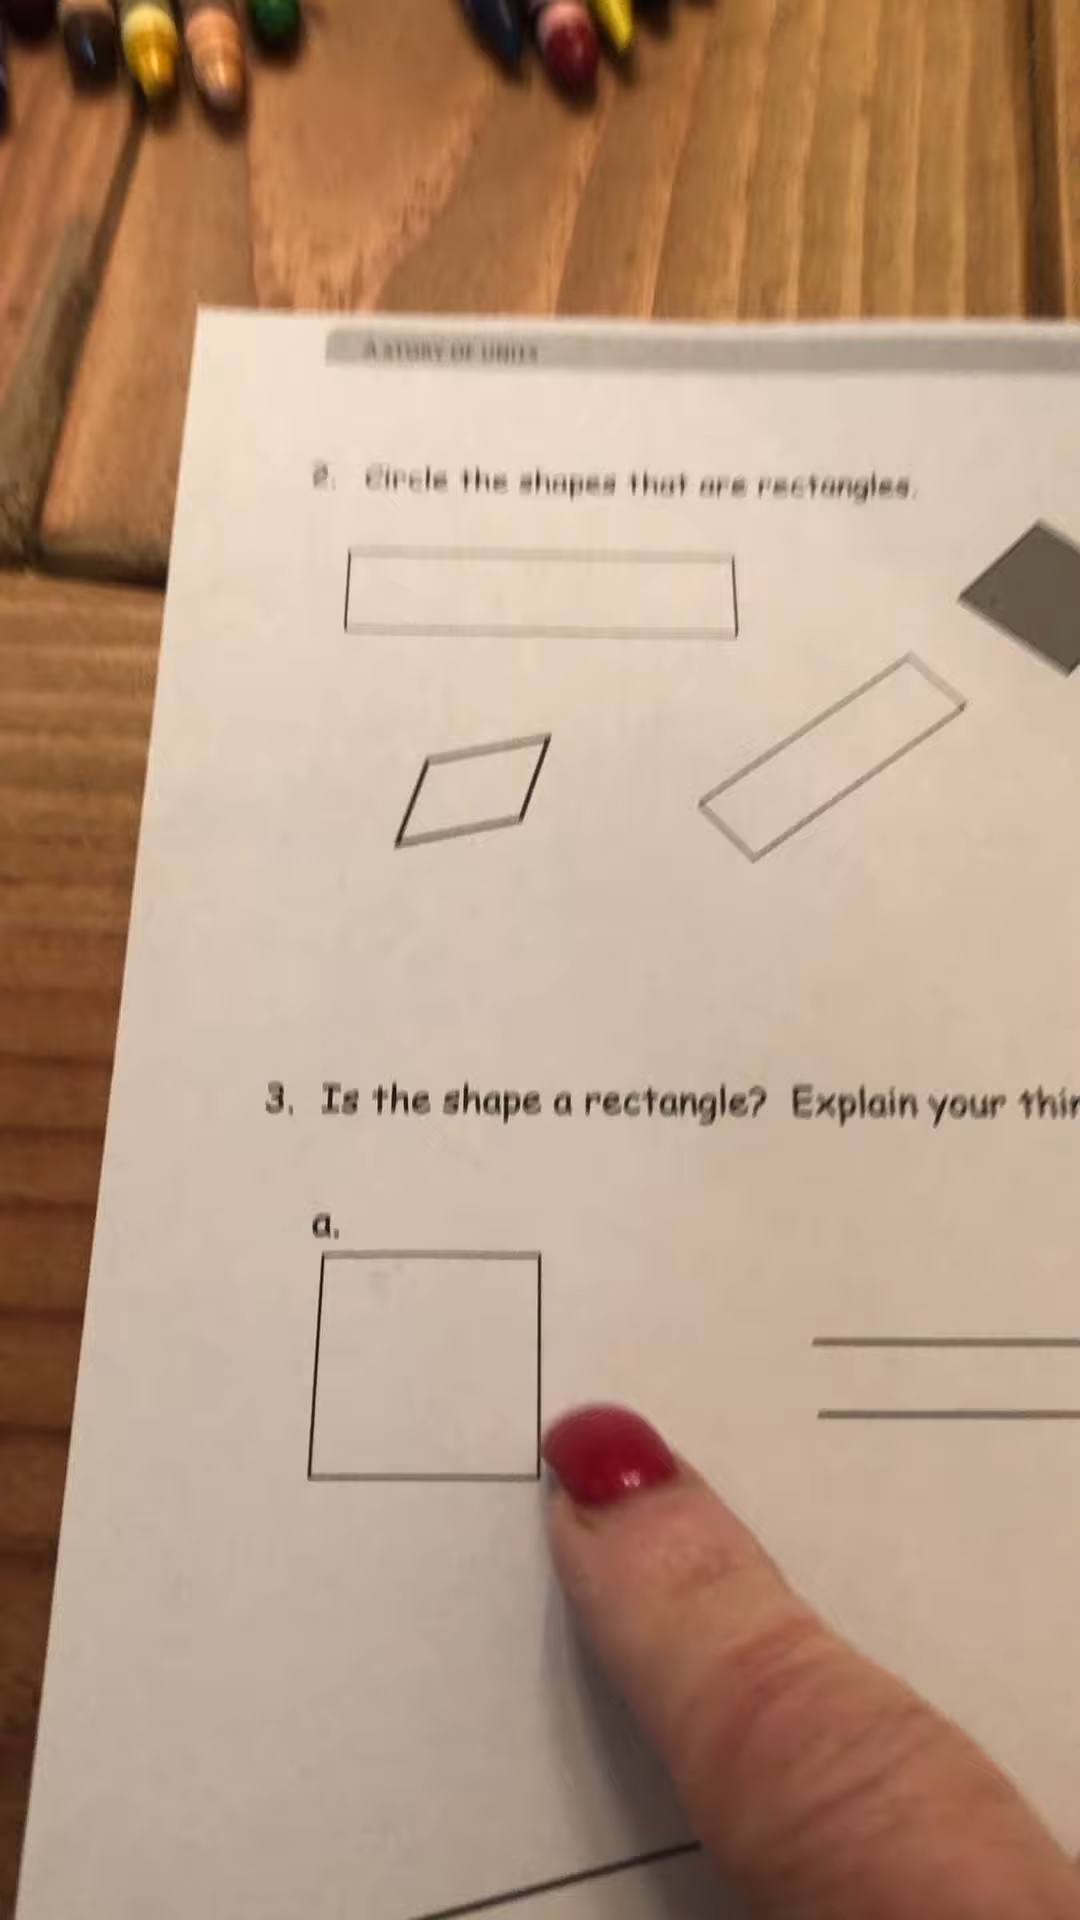 A STORY OF UNITS
2. Circle the shapes that are rectangles.
3. Is the shape a rectangle? Explain your
a.